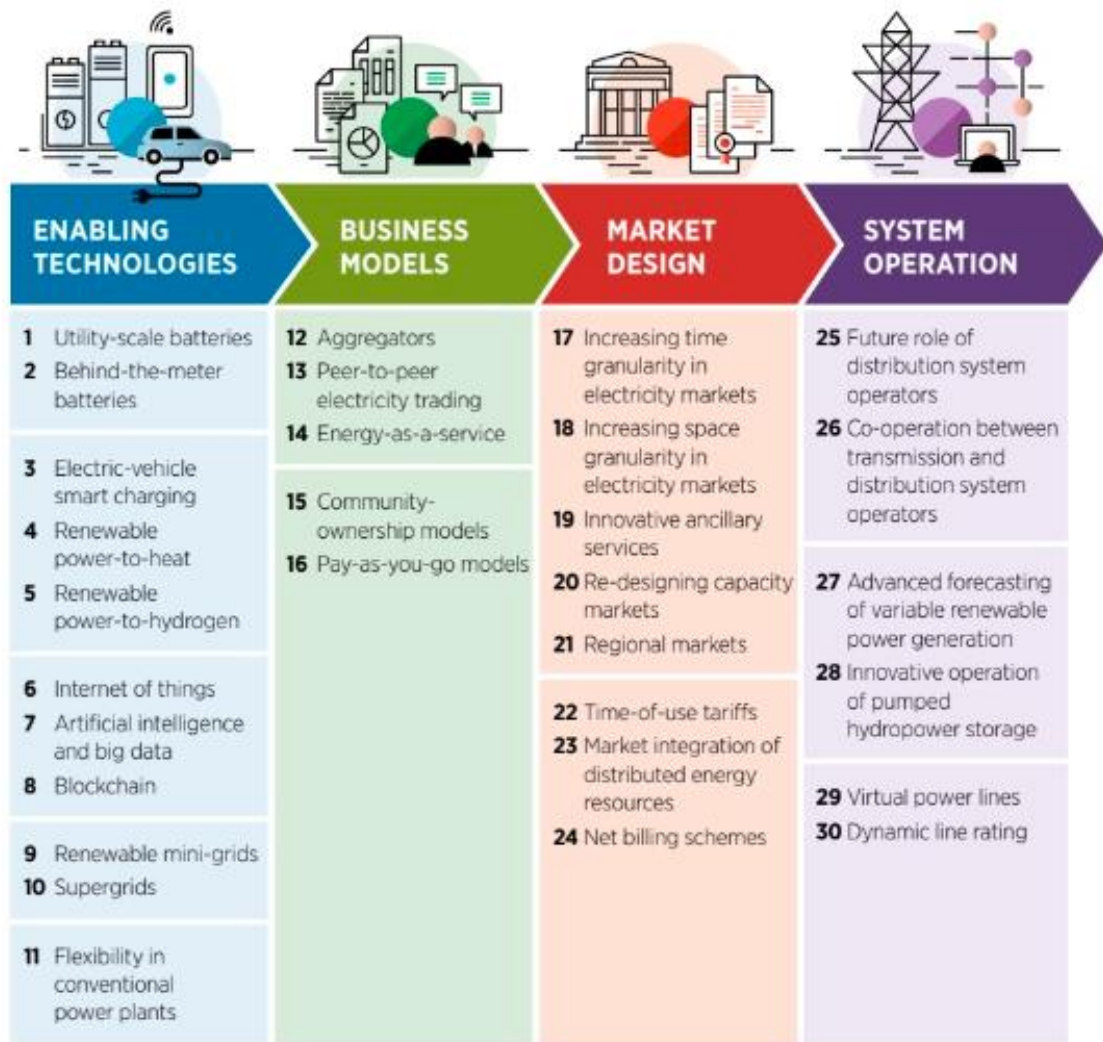 ENABLING
TECHNOLOGIES
1 Utility-scale batteries
2 Behind-the-meter
batteries
3 Electric-vehicle
smart charging
4 Renewable
power-to-heat
5 Renewable
power-to-hydrogen
6 Internet of things
7 Artificial intelligence
and big data
8 Blockchain
9 Renewable mini-grids
10 Supergrids
11 Flexibility in
conventional
power plants
BUSINESS
MODELS
12 Aggregators
13 Peer-to-peer
electricity trading
14 Energy-as-a-service
15 Community-
ownership models
16 Pay-as-you-go models
MARKET
DESIGN
17 Increasing time
granularity in
electricity markets
18 Increasing space
granularity in
electricity markets
19 Innovative ancillary
services
20 Re-designing capacity
markets
21 Regional markets
22 Time-of-use tariffs
23 Market integration of
distributed energy
resources
24 Net billing schemes
SYSTEM
OPERATION
25 Future role of
distribution system
operators
26 Co-operation between
transmission and
distribution system
operators
27 Advanced forecasting
of variable renewable
power generation
28 Innovative operation
of pumped
hydropower storage
29 Virtual power lines
30 Dynamic line rating